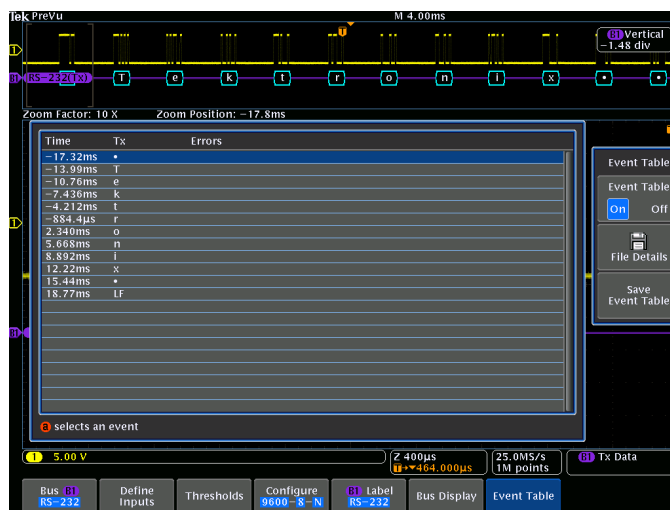 Tek PreVu M 4.00ms
T
B1 Vertical
-1.48 div
1
B1 RS-232(Tx) T e k t r o n i x • •
Zoom Factor: 10 X Zoom Position: -17.8ms
Time Tx Errors
-17.32ms •
-13.99ms T
-10.76ms e
-7.436ms k
-4.212ms t
-884.4µs r
2.340ms o
5.668ms n
8.892ms i
12.22ms x
15.44ms •
18.77ms LF
a selects an event
1
B1
Event Table
Event Table
On Off
File Details
Save
Event Table
1 5.00 V
Z 400µs
T→▼464.000µs
25.0MS/s
1M points
B1 Tx Data
Bus B1
RS-232
Define
Inputs
Thresholds
Configure
9600-8-N
B1 Label
RS-232
Bus Display
Event Table